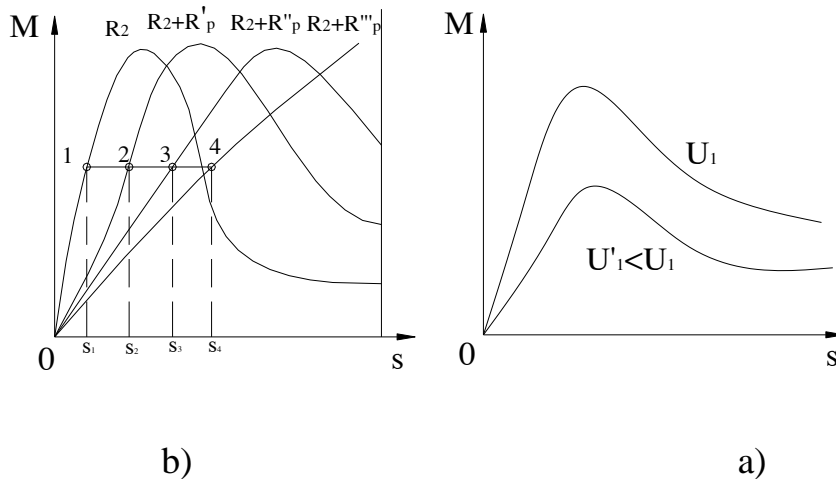 M
R2 R2+R'p R2+R"p R2+R'''p
1 2 3 4
0 s1 s2 s3 s4 s
b)
M
U1
U'1<U1
0 s
a)